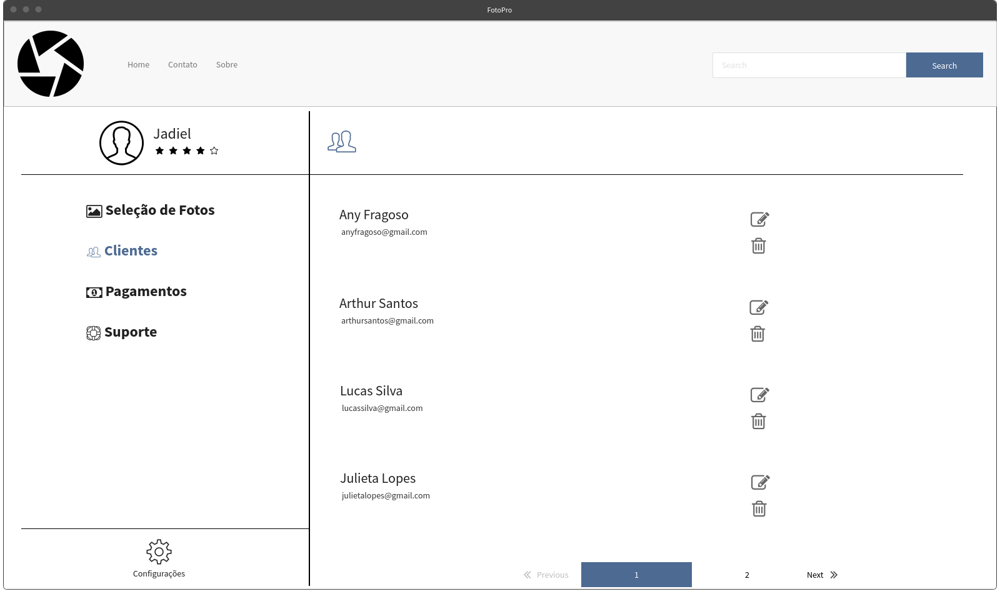 FotoPro
Home Contato Sobre
Search Search
Jadiel
Seleção de Fotos
Clientes
Pagamentos
Suporte
Configurações
Any Fragoso
anyfragoso@gmail.com
Arthur Santos
arthursantos@gmail.com
Lucas Silva
lucassilva@gmail.com
Julieta Lopes
julietalopes@gmail.com
Previous 1 2 Next